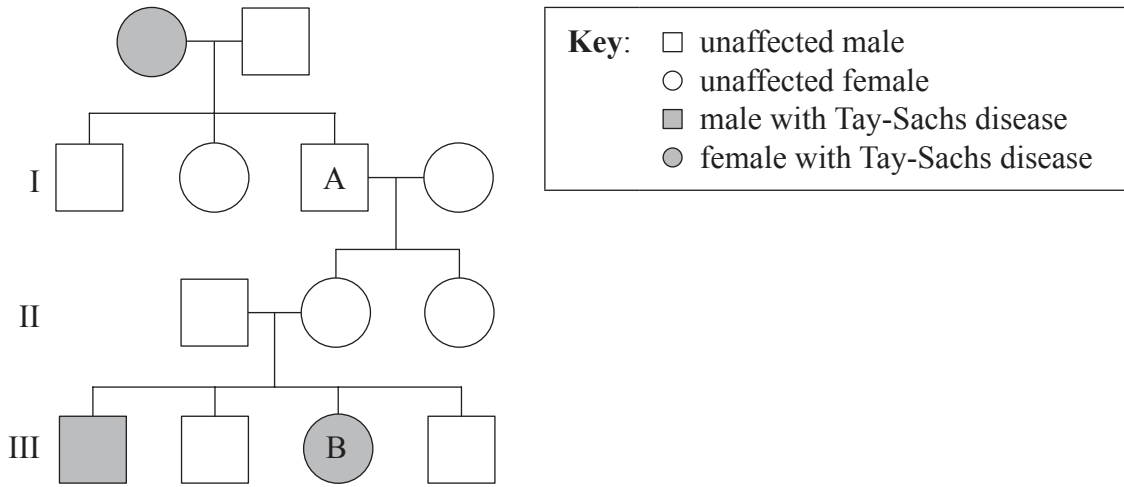 Key: unaffected male
unaffected female
male with Tay-Sachs disease
female with Tay-Sachs disease
I
A
II
III
B